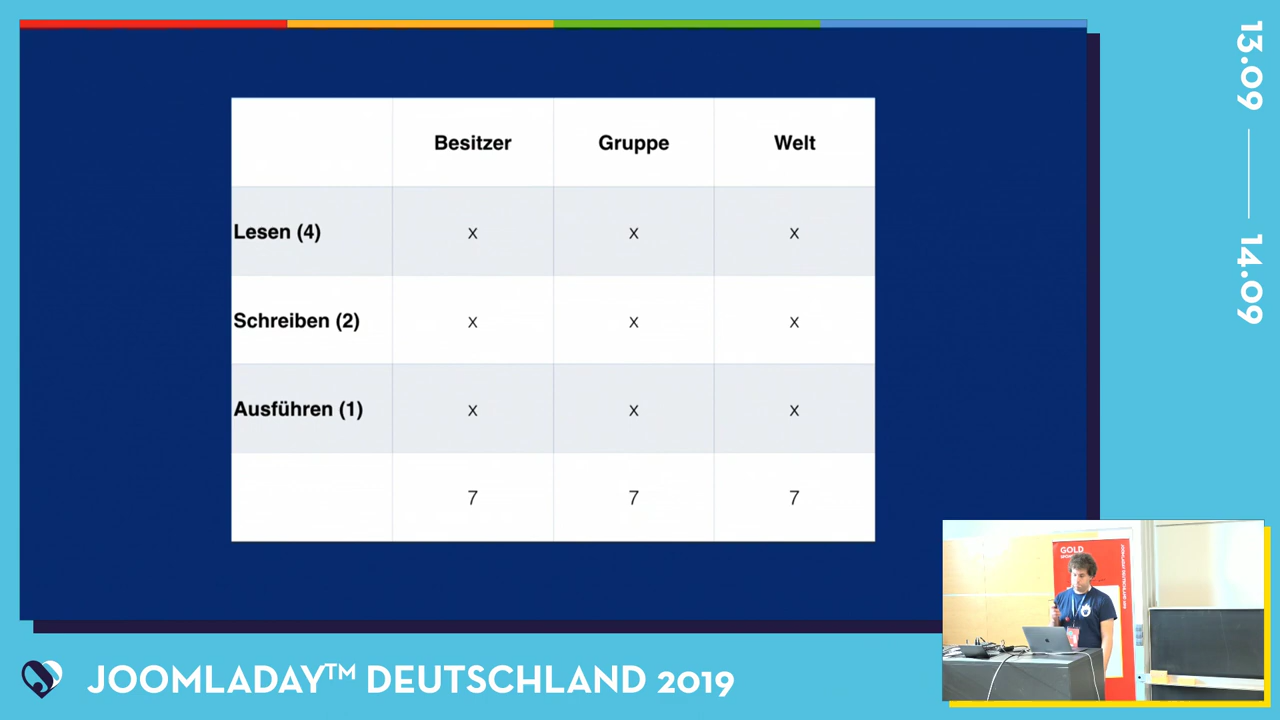 Besitzer Gruppe Welt
Lesen (4) x x x
Schreiben (2) x x x
Ausführen (1) x x x
7 7 7
13.09
14.09
GOLD
JOOMLADAY™ DEUTSCHLAND 2019